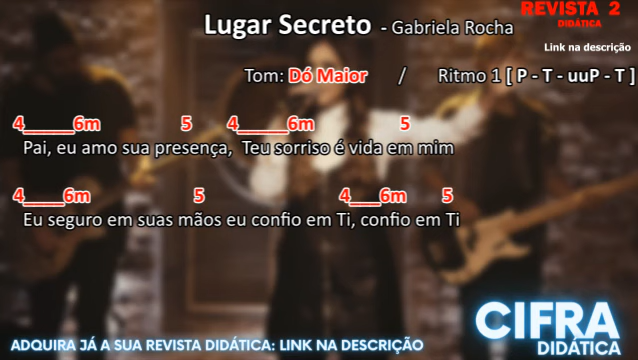 REVISTA 2
DIDÁTICA
Link na descrição
Lugar Secreto - Gabriela Rocha
Tom: Dó Maior / Ritmo 1 [ P - T - uuP - T ]
4_____6m 5 4_____6m 5
Pai, eu amo sua presença, Teu sorriso é vida em mim
4____6m 5 4___6m 5
Eu seguro em suas mãos eu confio em Ti, confio em Ti
CIFRA
DIDÁTICA
ADQUIRA JÁ A SUA REVISTA DIDÁTICA: LINK NA DESCRIÇÃO